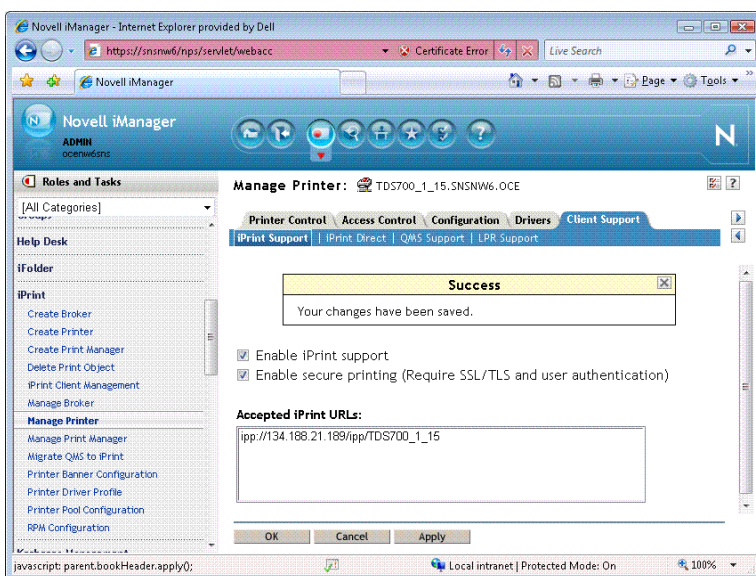 Novell iManager - Internet Explorer provided by Dell
https://snsnw6/nps/servlet/webacc
Certificate Error
Live Search
Novell iManager
Page
Tools
Novell iManager
ADMIN
ocenw6sns
N
Roles and Tasks
[All Categories]
Groups
Help Desk
iFolder
iPrint
Create Broker
Create Printer
Create Print Manager
Delete Print Object
iPrint Client Management
Manage Broker
Manage Printer
Manage Print Manager
Migrate QMS to iPrint
Printer Banner Configuration
Printer Driver Profile
Printer Pool Configuration
RPM Configuration
Manage Printer: TDS700_1_15.SNSNW6.OCE
Printer Control Access Control Configuration Drivers Client Support
iPrint Support | iPrint Direct | QMS Support | LPR Support
Success
Your changes have been saved.
Enable iPrint support
Enable secure printing (Require SSL/TLS and user authentication)
Accepted iPrint URLs:
ipp://134.188.21.189/ipp/TDS700_1_15
OK Cancel Apply
javascript: parent.bookHeader.apply();
Local intranet | Protected Mode: On
100%